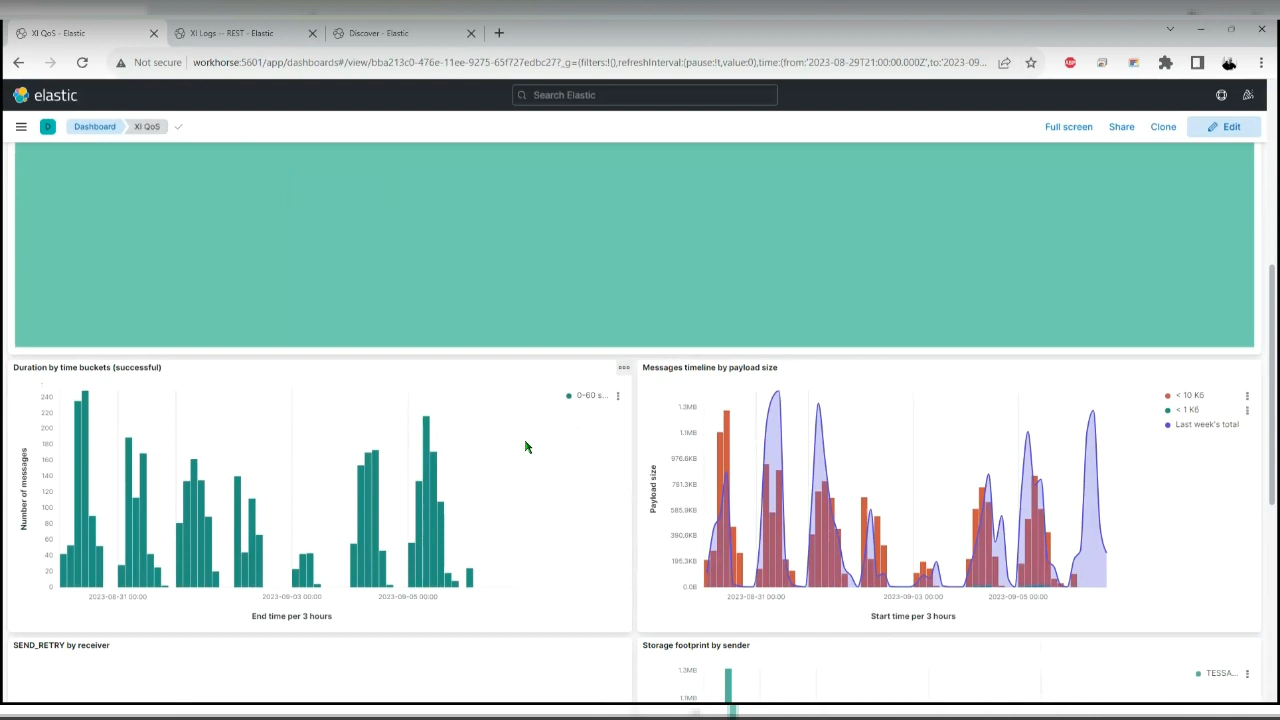 XI QoS - Elastic
XI Logs -- REST - Elastic
Discover - Elastic
Not secure
workhorse:5601/app/dashboards#/view/bba213c0-476e-11ee-9275-65f727edbc27?_g=(filters:!(),refreshInterval:(pause:!t,value:0),time:(from:'2023-08-29T21:00:00.000Z',to:'2023-09...
ABP
elastic
Search Elastic
D
Dashboard
XI QoS
Full screen
Share
Clone
Edit
Duration by time buckets (successful)
240
220
200
180
160
140
120
100
80
60
40
20
0
Number of messages
2023-08-31 00:00
2023-09-03 00:00
2023-09-05 00:00
End time per 3 hours
0-60 s...
Messages timeline by payload size
1.3MB
1.1MB
976.6KB
781.3KB
585.9KB
390.6KB
195.3KB
0.0B
Payload size
2023-08-31 00:00
2023-09-03 00:00
2023-09-05 00:00
Start time per 3 hours
< 10 Кб
< 1 Кб
Last week's total
SEND_RETRY by receiver
Storage footprint by sender
1.3MB
1.1MB
TESSA...